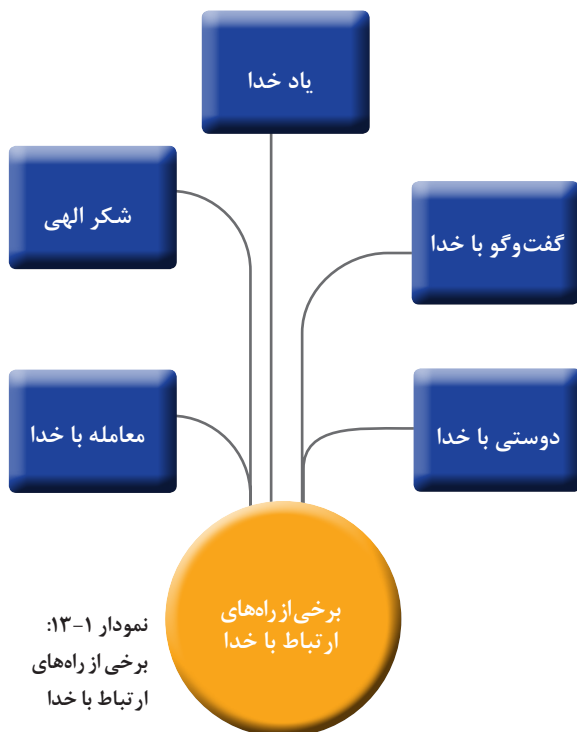 یاد خدا
شکر الهی
گفت‌وگو با خدا
معامله با خدا
دوستی با خدا
برخی از راه‌های
ارتباط با خدا
نمودار ۱-۱۳:
برخی از راه‌های
ارتباط با خدا